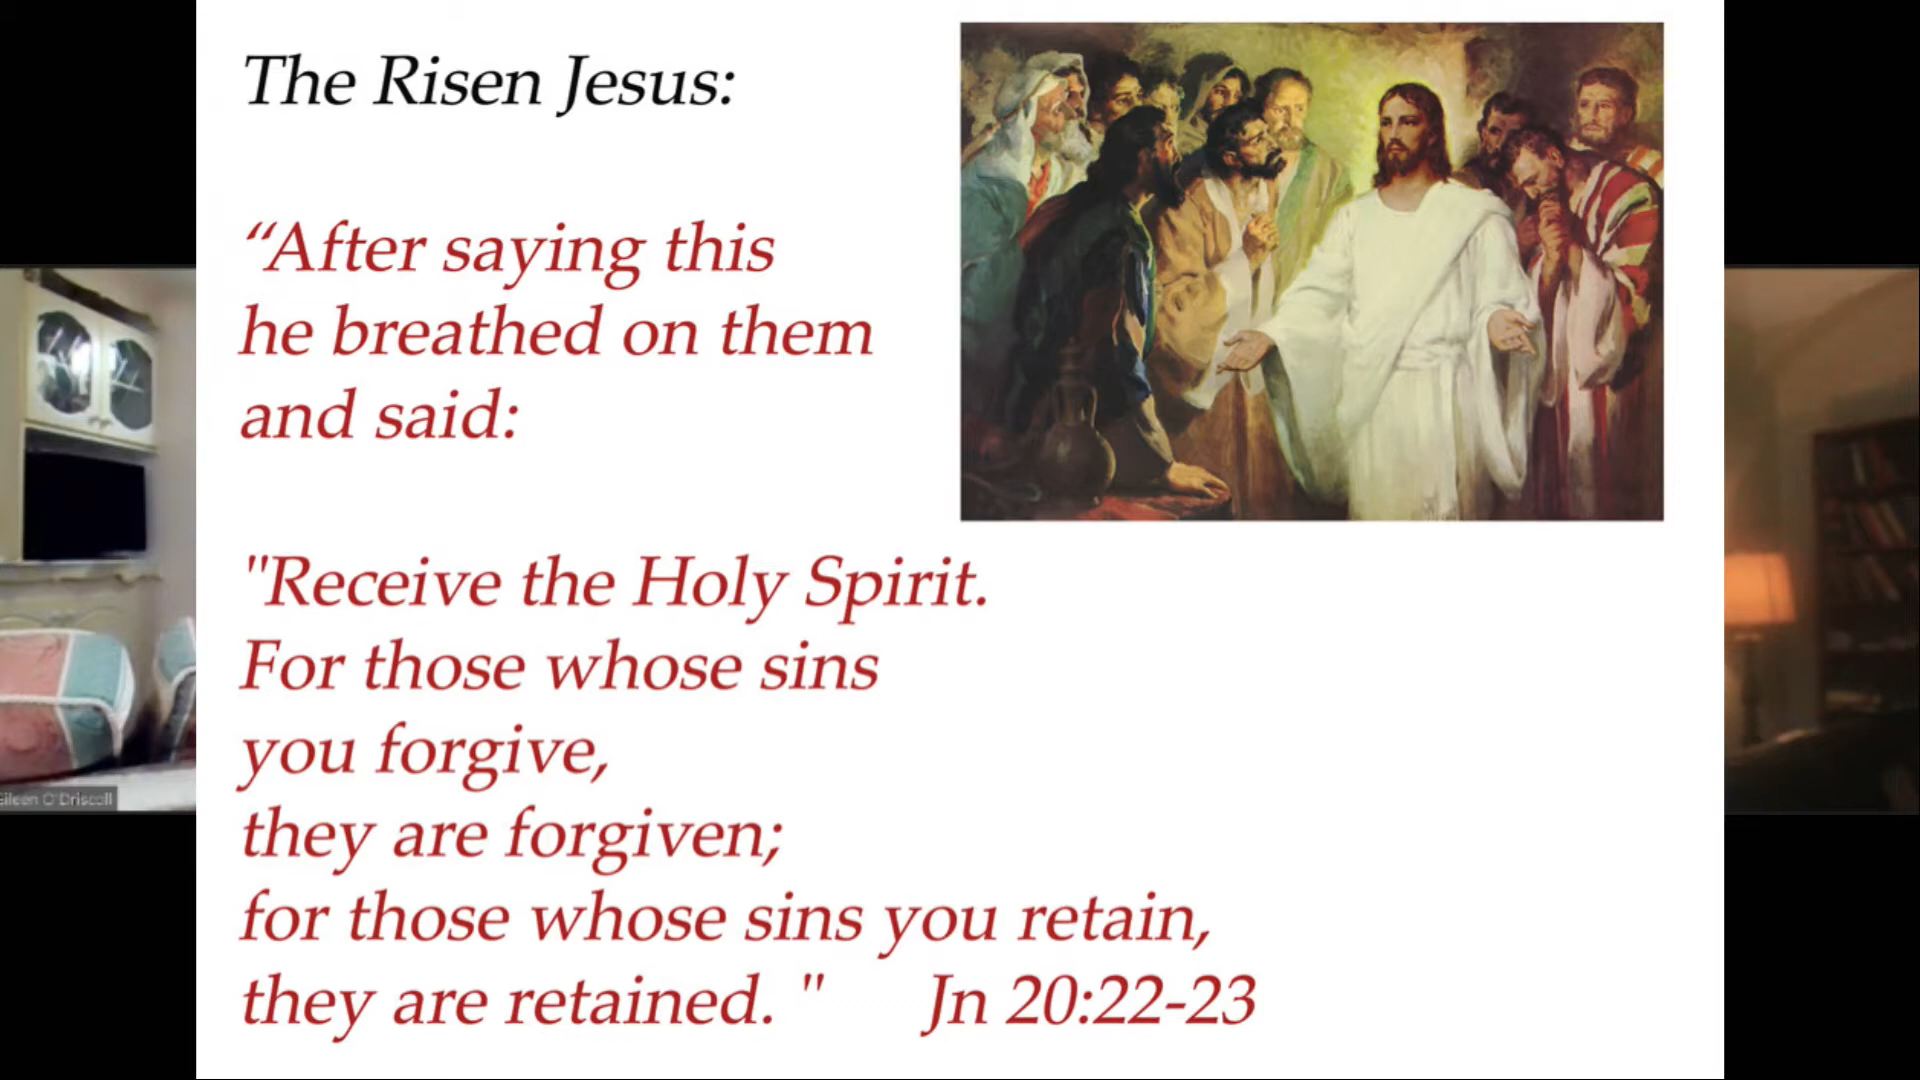 The Risen Jesus:
“After saying this
he breathed on them
and said:
"Receive the Holy Spirit.
For those whose sins
you forgive,
they are forgiven;
for those whose sins you retain,
they are retained. " Jn 20:22-23
Eileen O'Driscoll